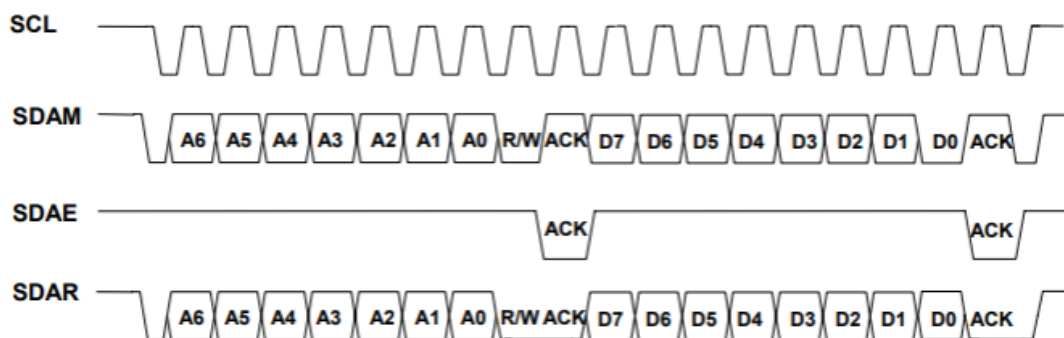 SCL
SDAM A6 A5 A4 A3 A2 A1 A0 R/W ACK D7 D6 D5 D4 D3 D2 D1 D0 ACK
SDAE ACK ACK
SDAR A6 A5 A4 A3 A2 A1 A0 R/W ACK D7 D6 D5 D4 D3 D2 D1 D0 ACK